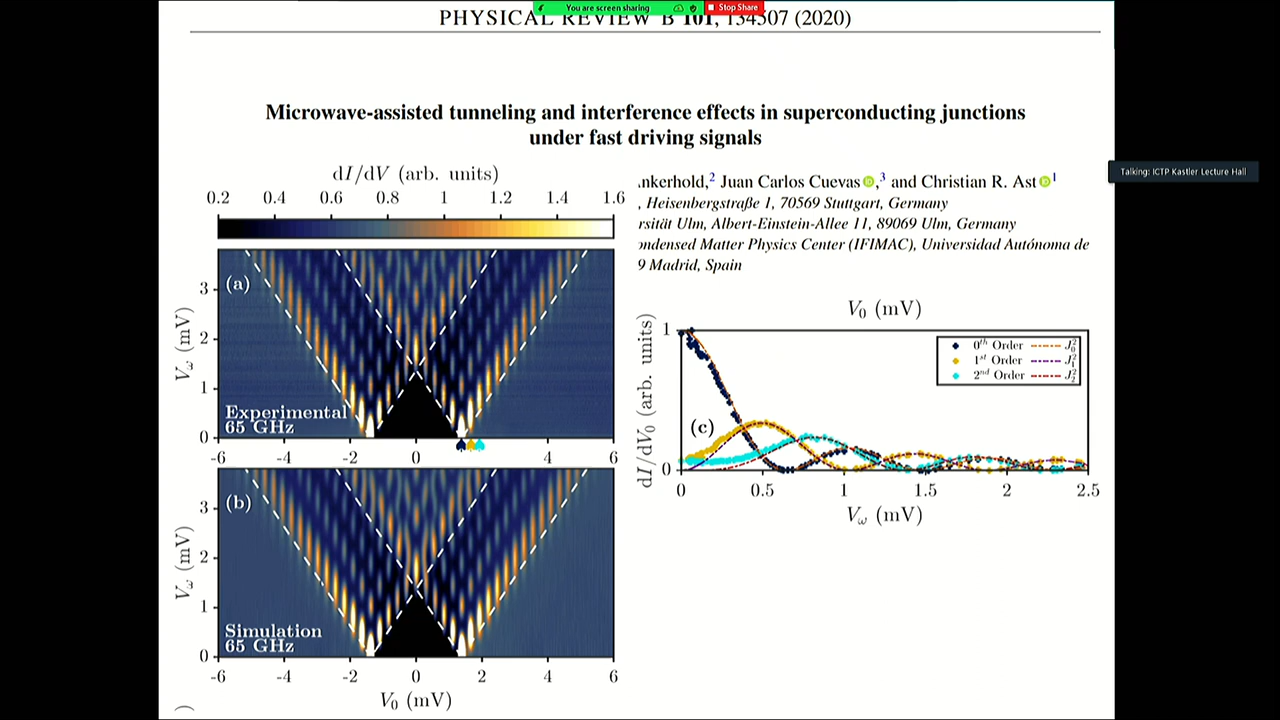 PHYSICAL REVIEW B 101, 134507 (2020)
You are screen sharing
Stop Share
Microwave-assisted tunneling and interference effects in superconducting junctions
under fast driving signals
Talking: ICTP Kastler Lecture Hall
nkerhold,2 Juan Carlos Cuevas,3 and Christian R. Ast1
, Heisenbergstraße 1, 70569 Stuttgart, Germany
rsität Ulm, Albert-Einstein-Allee 11, 89069 Ulm, Germany
ondensed Matter Physics Center (IFIMAC), Universidad Autónoma de
9 Madrid, Spain
dI/dV (arb. units)
0.2 0.6 0.8 1 1.2 1.4 1.6
(a)
Vω (mV)
3
2
1
0
Experimental
65 GHz
-6 -2 0 2 4 6
(b)
Vω (mV)
3
2
1
0
Simulation
65 GHz
-6 -4 -2 0 2 4 6
V0 (mV)
V0 (mV)
dI/dV0 (arb. units)
1
0
0th Order J0²
1st Order J1²
2nd Order J2²
(c)
0 0.5 1 1.5 2 2.5
Vω (mV)